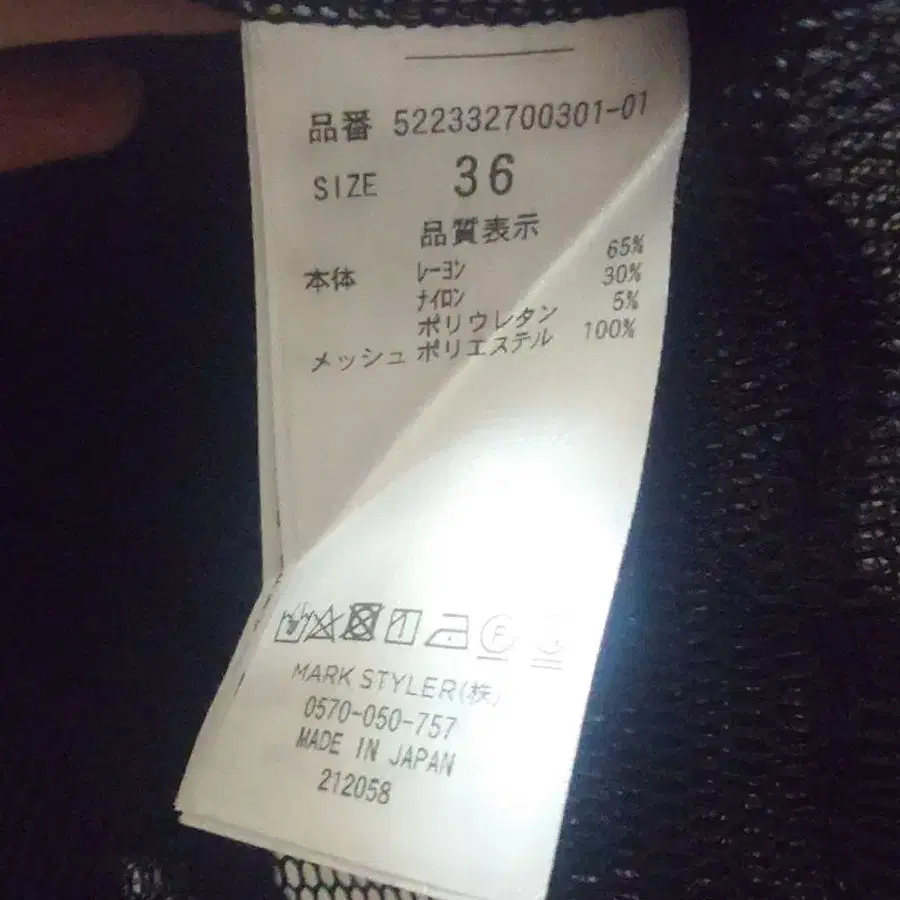 品番 522332700301-01
SIZE 36
品質表示
本体 レーヨン 65%
ナイロン 30%
ポリウレタン 5%
メッシュ ポリエステル 100%
MARK STYLER(株)
0570-050-757
MADE IN JAPAN
212058